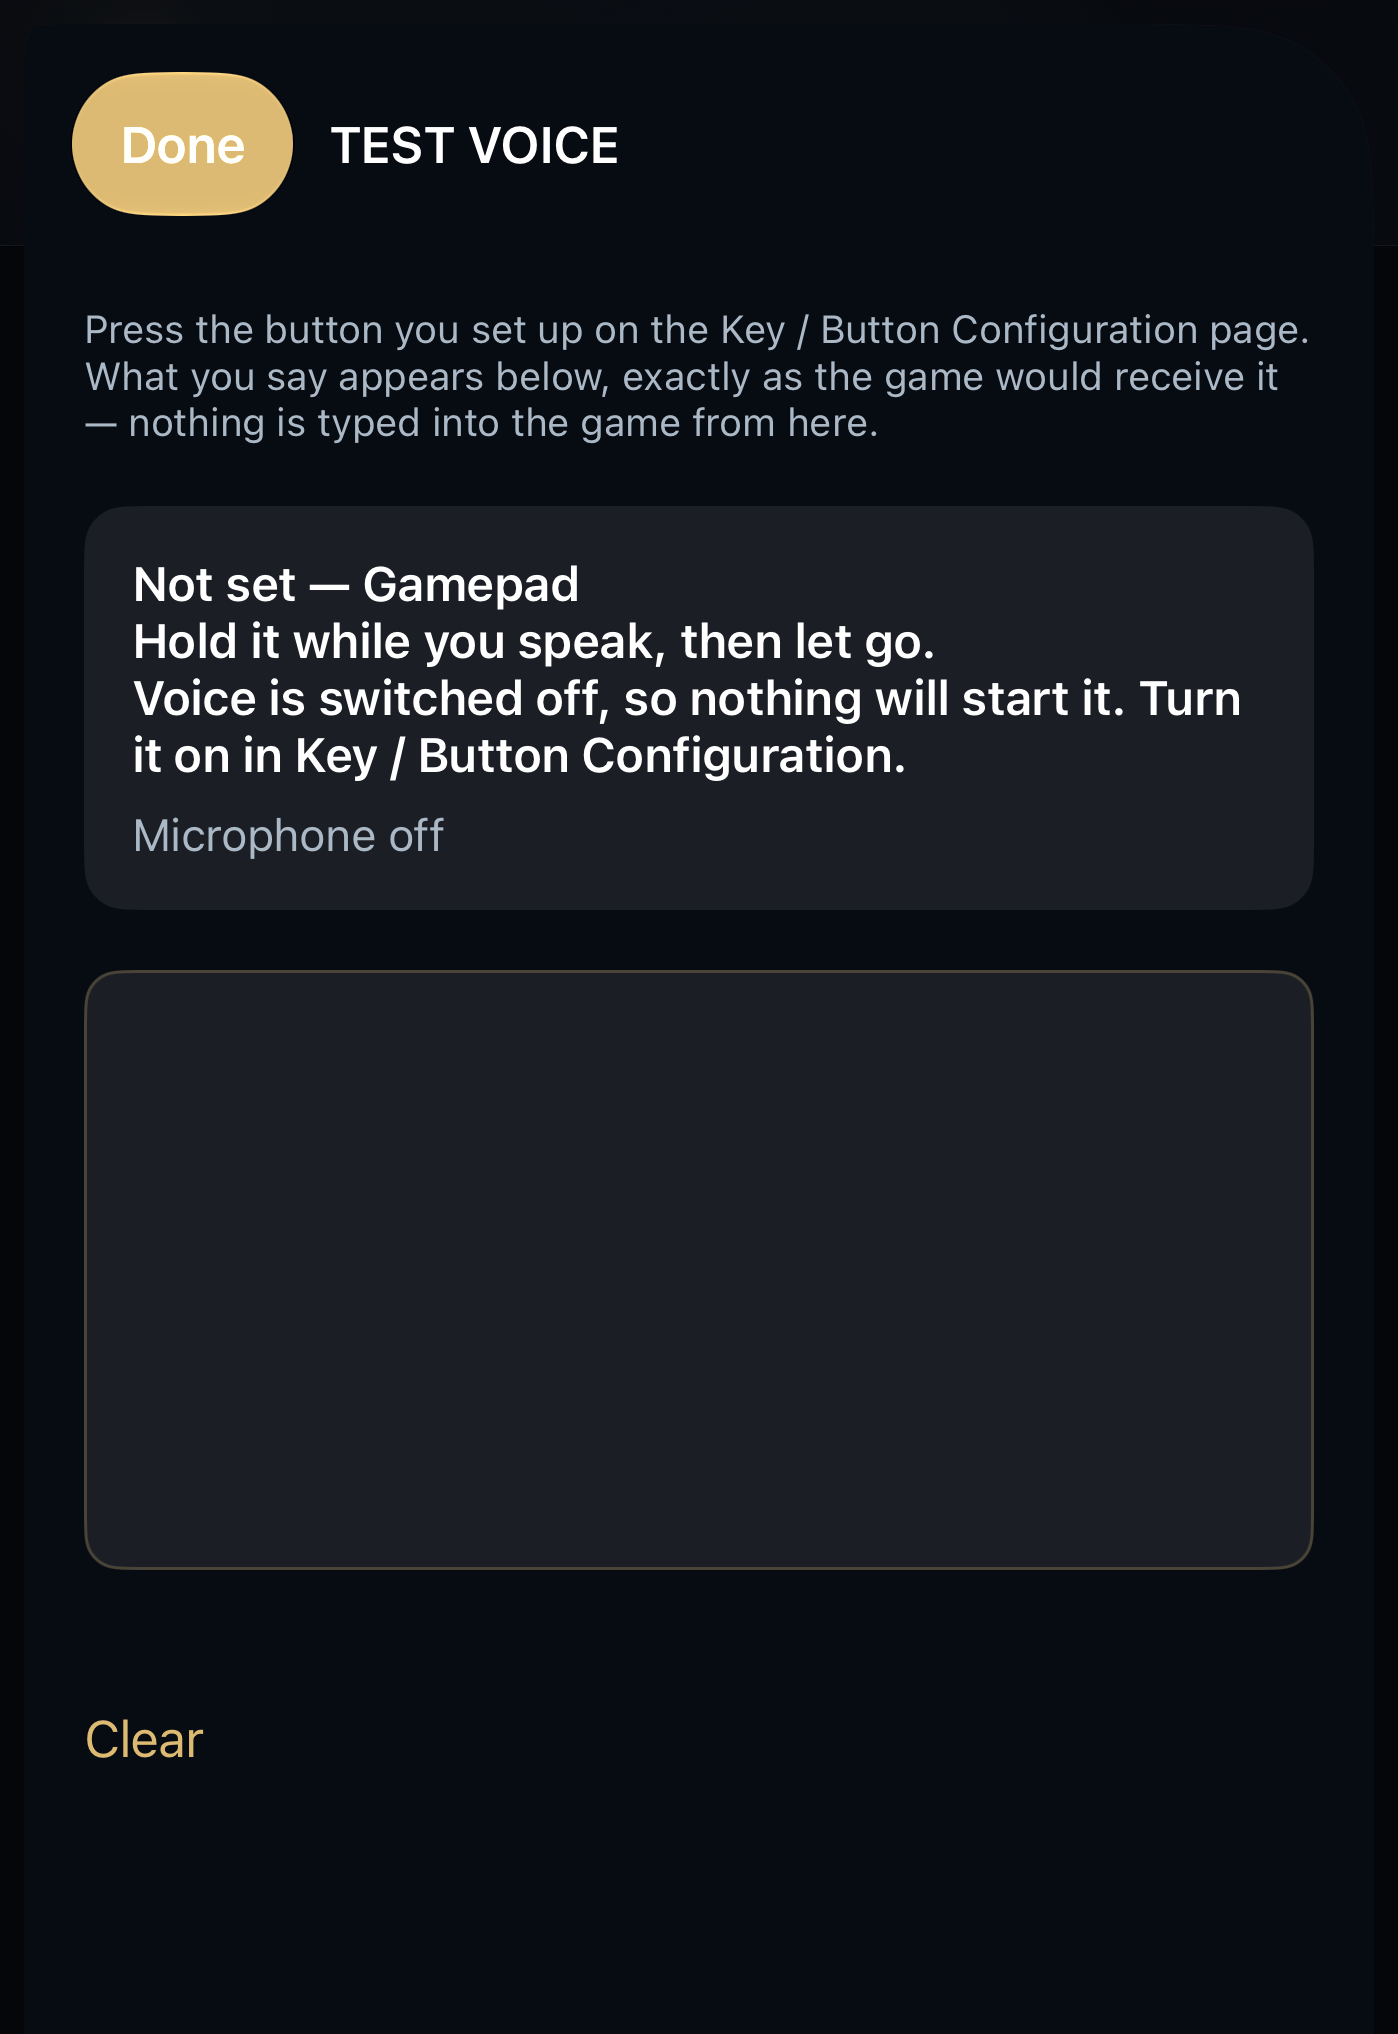 Done
TEST VOICE
Press the button you set up on the Key / Button Configuration page.
What you say appears below, exactly as the game would receive it
— nothing is typed into the game from here.
Not set — Gamepad
Hold it while you speak, then let go.
Voice is switched off, so nothing will start it. Turn
it on in Key / Button Configuration.
Microphone off
Clear